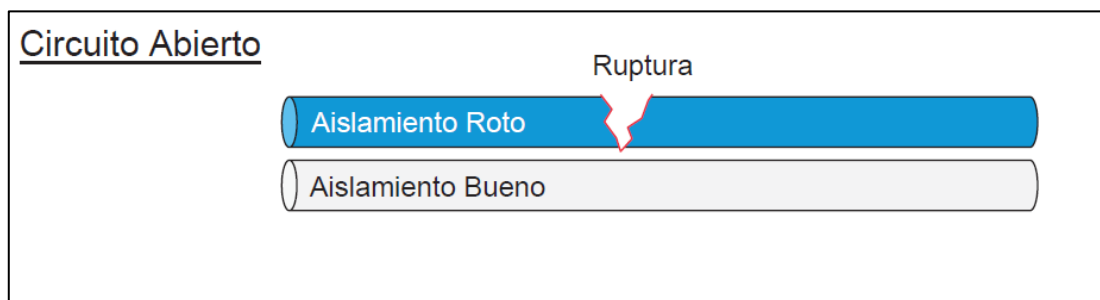 Circuito Abierto
Ruptura
Aislamiento Roto
Aislamiento Bueno